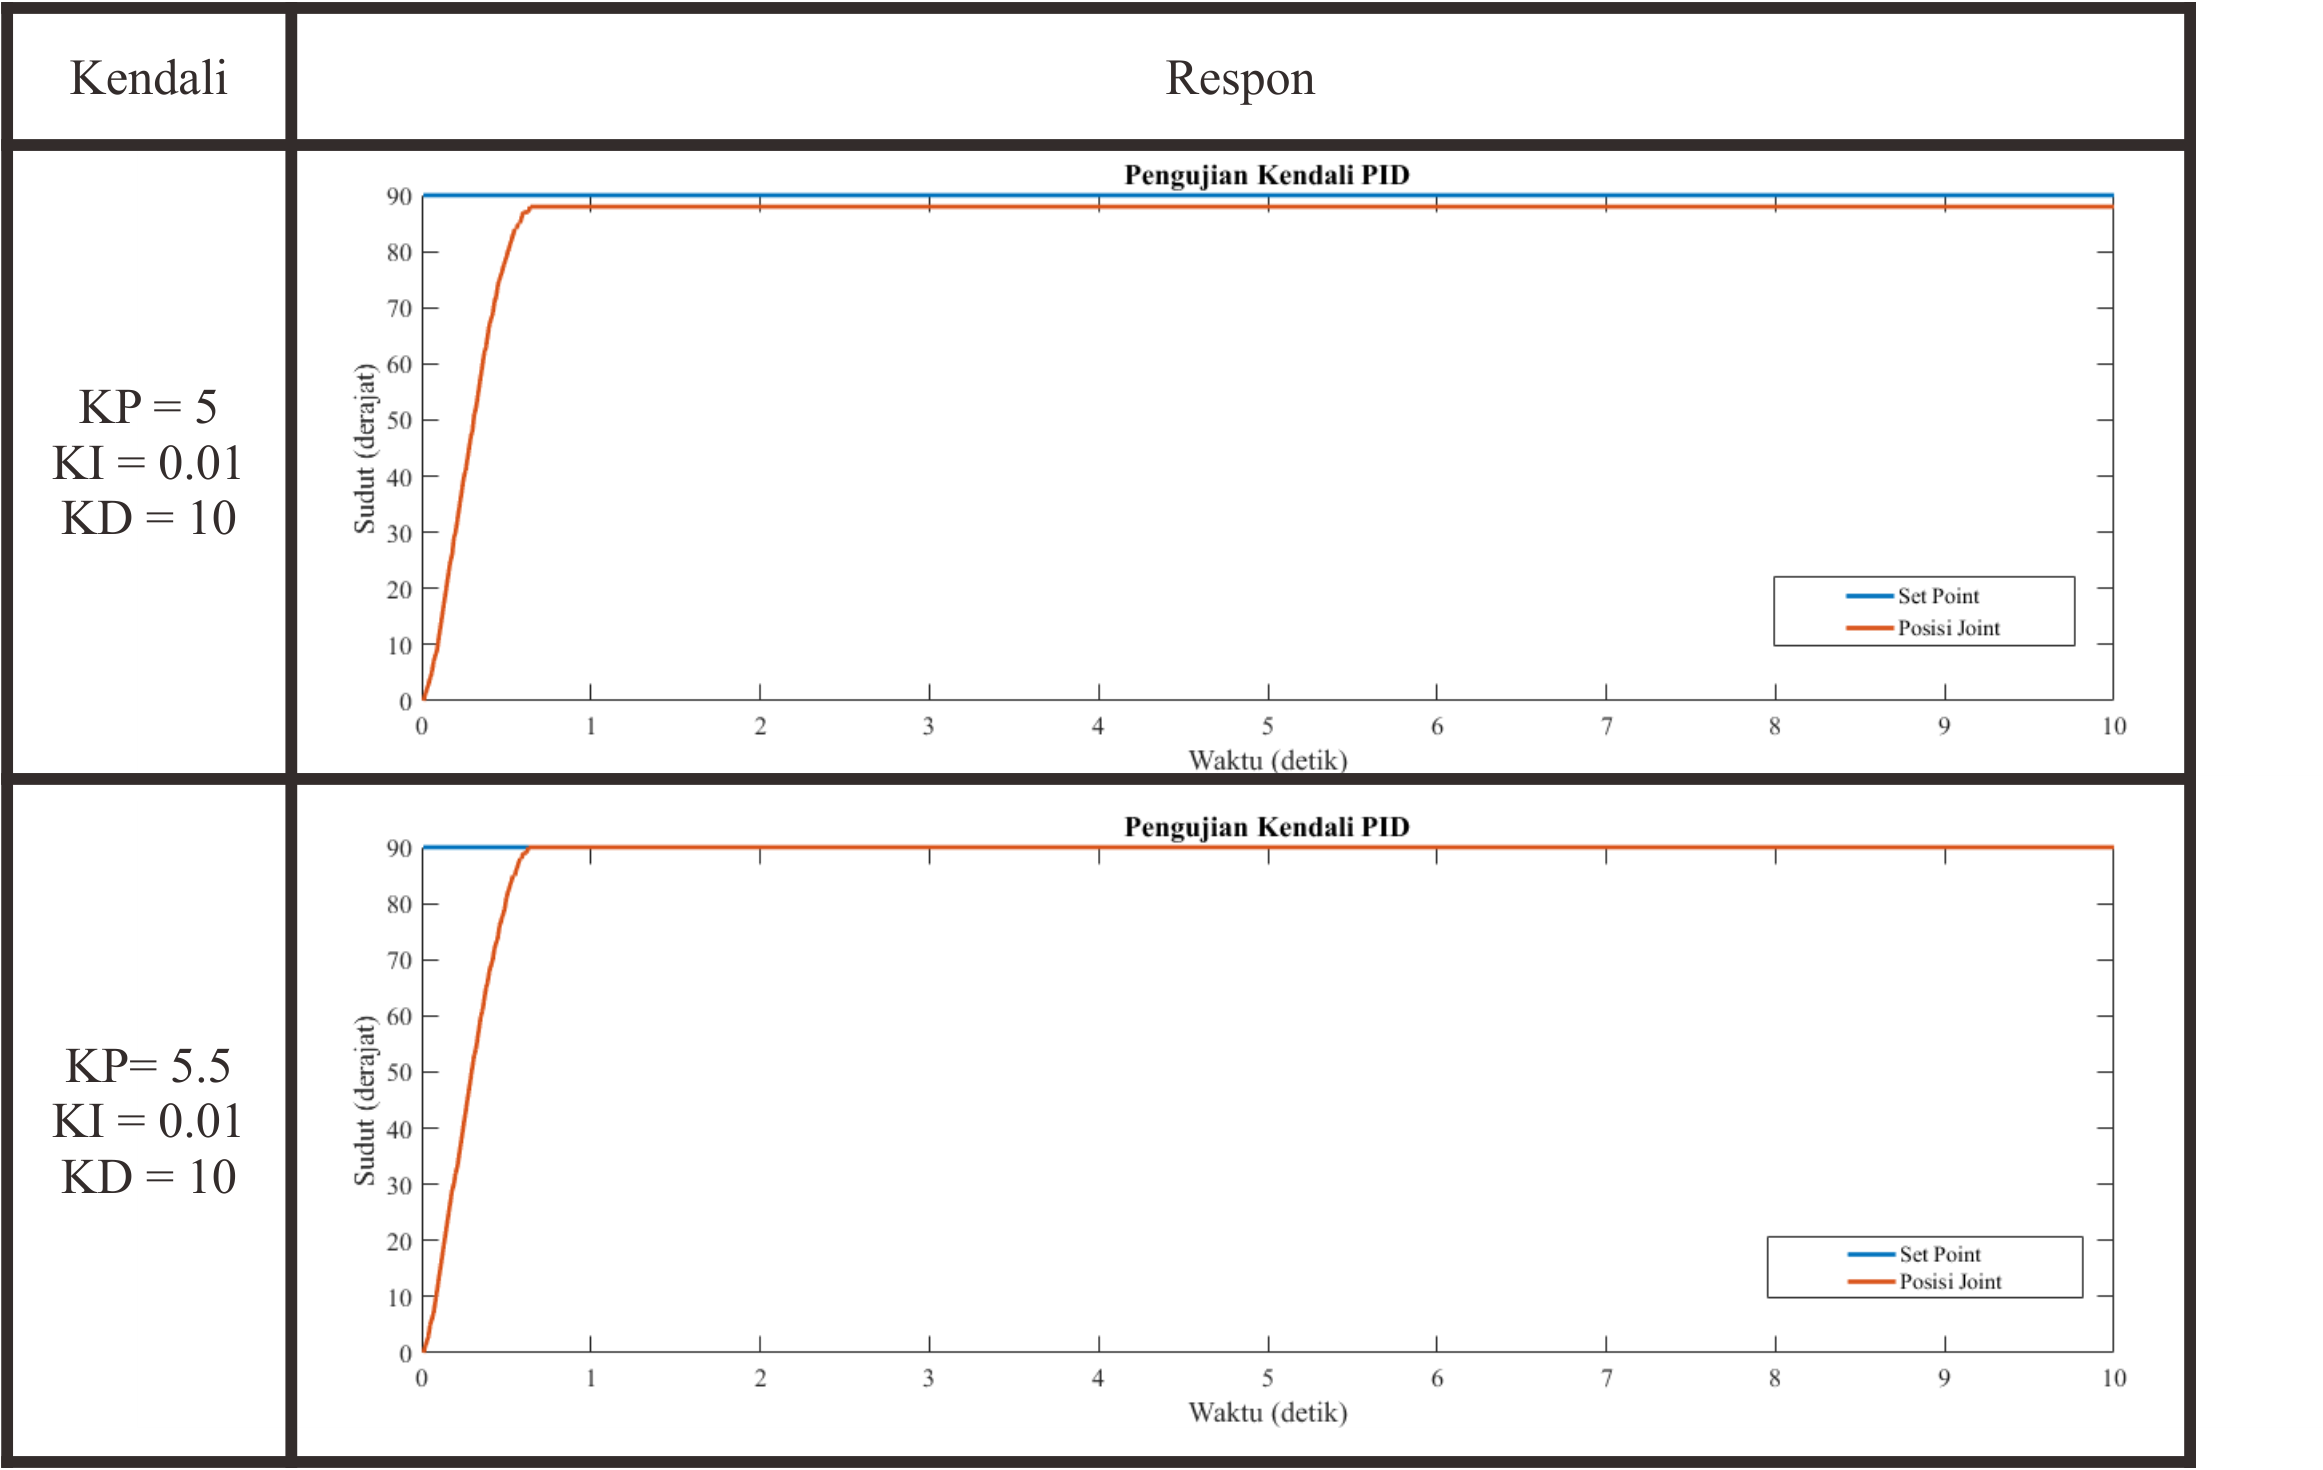 Kendali
Respon
KP = 5
KI = 0.01
KD = 10
Pengujian Kendali PID
90
80
70
60
50
40
30
20
10
0
Sudut (derajat)
0 1 2 3 4 5 6 7 8 9 10
Waktu (detik)
Set Point
Posisi Joint
KP= 5.5
KI = 0.01
KD = 10
Pengujian Kendali PID
90
80
70
60
50
40
30
20
10
0
Sudut (derajat)
0 1 2 3 4 5 6 7 8 9 10
Waktu (detik)
Set Point
Posisi Joint